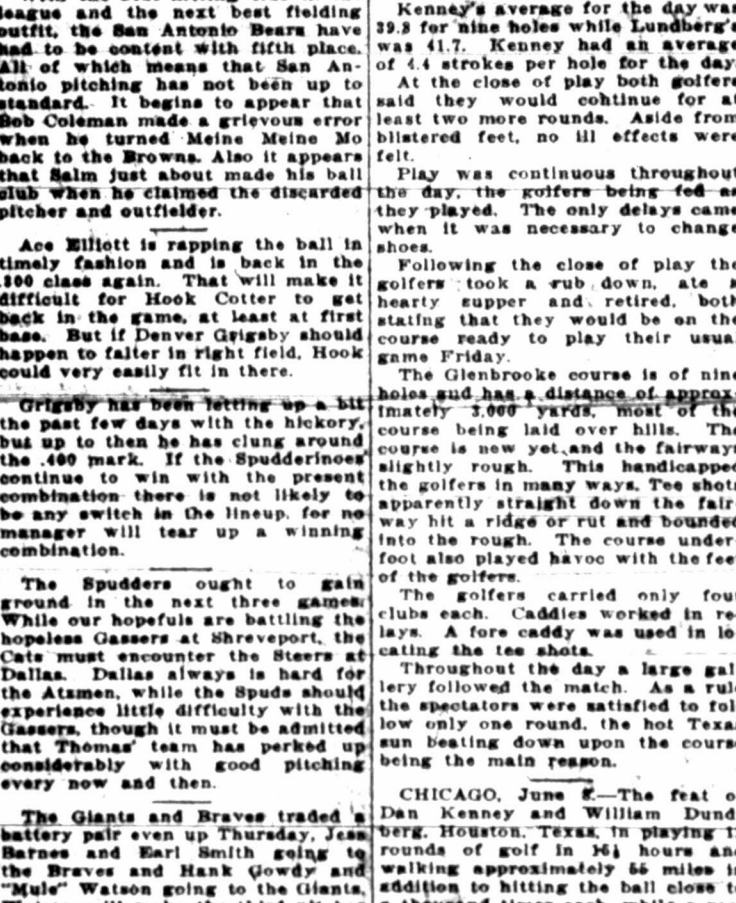 league and the next best fielding
outfit, the San Antonio Bears have
had to be content with fifth place.
All of which means that San An-
tonio pitching has not been up to
standard. It begins to appear that
Bob Coleman made a grievous error
when he turned Meine Meine Mo
back to the Browns. Also it appears
that Salm just about made his ball
club when he claimed the discarded
pitcher and outfielder.
Ace Elliott is rapping the ball in
timely fashion and is back in the
.300 class again. That will make it
difficult for Hook Cotter to get
back in the game, at least at first
base. But if Denver Grigsby should
happen to falter in right field, Hook
could very easily fit in there.
Grigsby has been letting up a bit
the past few days with the hickory,
but up to then he has clung around
the .400 mark. If the Spudderinoes
continue to win with the present
combination there is not likely to
be any switch in the lineup, for no
manager will tear up a winning
combination.
The Spudders ought to gain
ground in the next three games.
While our hopefuls are battling the
hopeless Gassers at Shreveport, the
Cats must encounter the Steers at
Dallas. Dallas always is hard for
the Atzmen, while the Spuds should
experience little difficulty with the
Gassers, though it must be admitted
that Thomas' team has perked up
considerably with good pitching
every now and then.
The Giants and Braves traded a
battery pair even up Thursday, Jess
Barnes and Earl Smith going to
the Braves and Hank Gowdy and
"Mule" Watson going to the Giants.
Kenney's average for the day was
39.8 for nine holes while Lundberg's
was 41.7. Kenney had an average
of 4.4 strokes per hole for the day
At the close of play both golfers
said they would continue for at
least two more rounds. Aside from
blistered feet, no ill effects were
felt.
Play was continuous throughout
the day, the golfers being fed as
they played. The only delays came
when it was necessary to change
shoes.
Following the close of play the
golfers took a rub down, ate a
hearty supper and retired, both
stating that they would be on the
course ready to play their usua
game Friday.
The Glenbrooke course is of nine
holes and has a distance of approx-
imately 3,000 yards, most of the
course being laid over hills. The
course is new yet and the fairways
slightly rough. This handicapped
the golfers in many ways. Tee shots
apparently straight down the fair-
way hit a ridge or rut and bounded
into the rough. The course under-
foot also played havoc with the fee
of the golfers.
The golfers carried only four
clubs each. Caddies worked in re-
lays. A fore caddy was used in lo-
cating the tee shots.
Throughout the day a large gal-
lery followed the match. As a rule
the spectators were satisfied to fol-
low only one round, the hot Texas
sun beating down upon the course
being the main reason.
CHICAGO, June 8.—The feat of
Dan Kenney and William Dund-
berg, Houston, Texas, in playing
rounds of golf in 16½ hours and
walking approximately 55 miles in
addition to hitting the ball close to